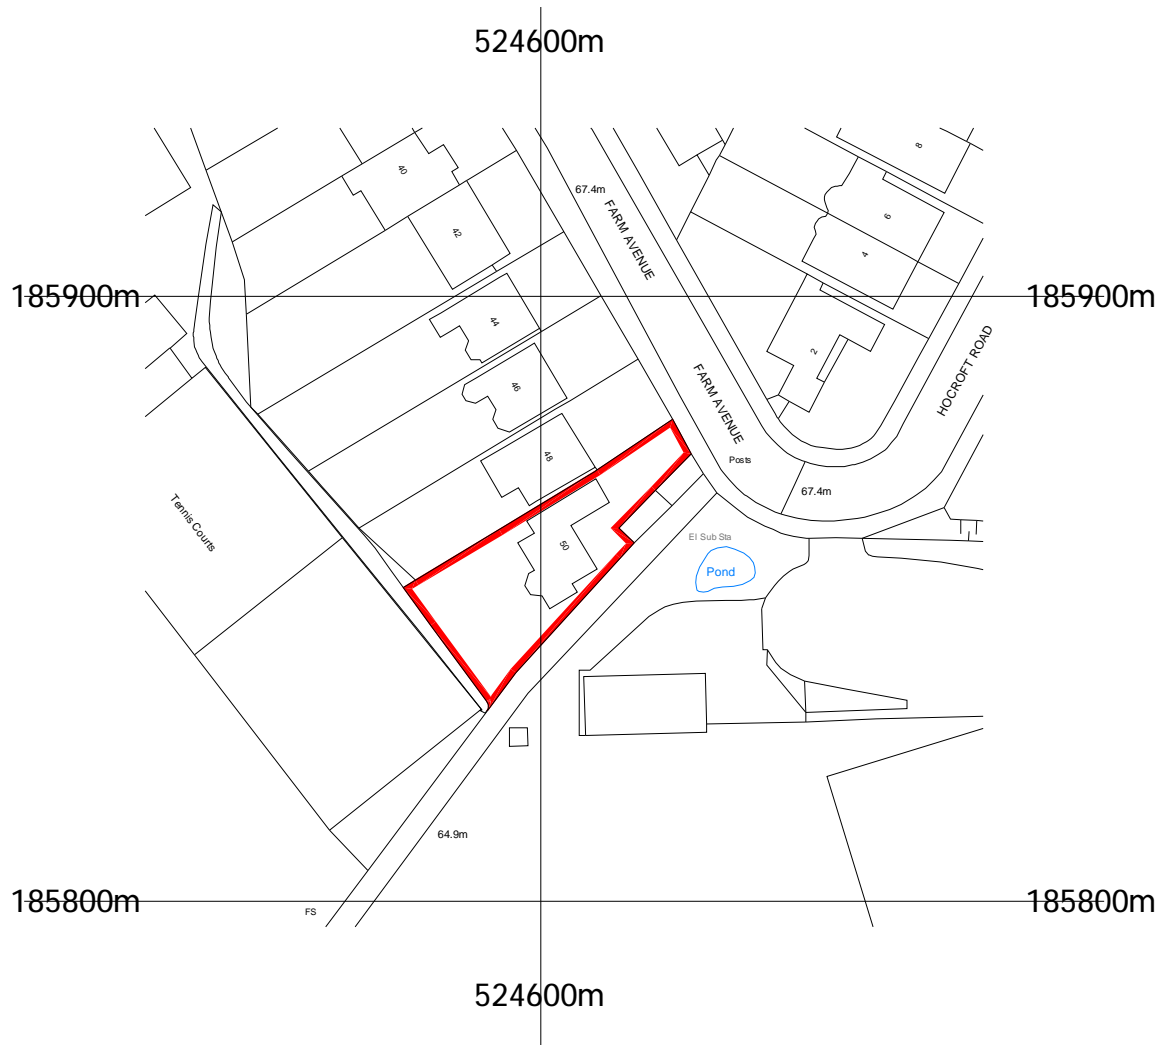 524600m
8
40
67.4m
FARM AVENUE
6
42
4
185900m
185900m
44
2
HOCROFT ROAD
46
FARM AVENUE
48
Posts
67.4m
Tennis Courts
El Sub Sta
50
Pond
64.9m
185800m
185800m
FS
524600m